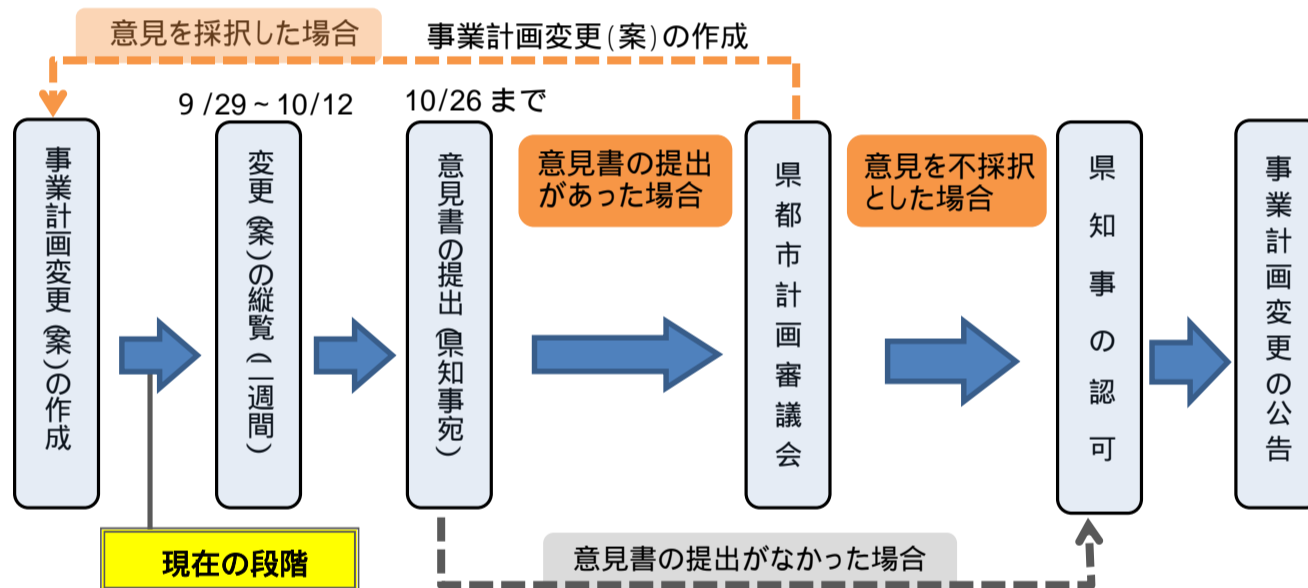 意見を採択した場合
事業計画変更(案)の作成
9/29~10/12
10/26まで
事業計画変更(案)の作成
変更(案)の縦覧(二週間)
意見書の提出(県知事宛)
意見書の提出
があった場合
県都市計画審議会
意見を不採択
とした場合
県知事の認可
事業計画変更の公告
現在の段階
意見書の提出がなかった場合